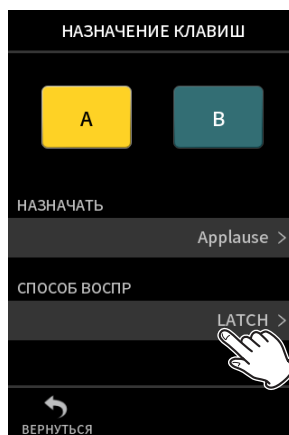 НАЗНАЧЕНИЕ КЛАВИШ
A B
НАЗНАЧАТЬ
Applause >
СПОСОБ ВОСПР
LATCH >
ВЕРНУТЬСЯ